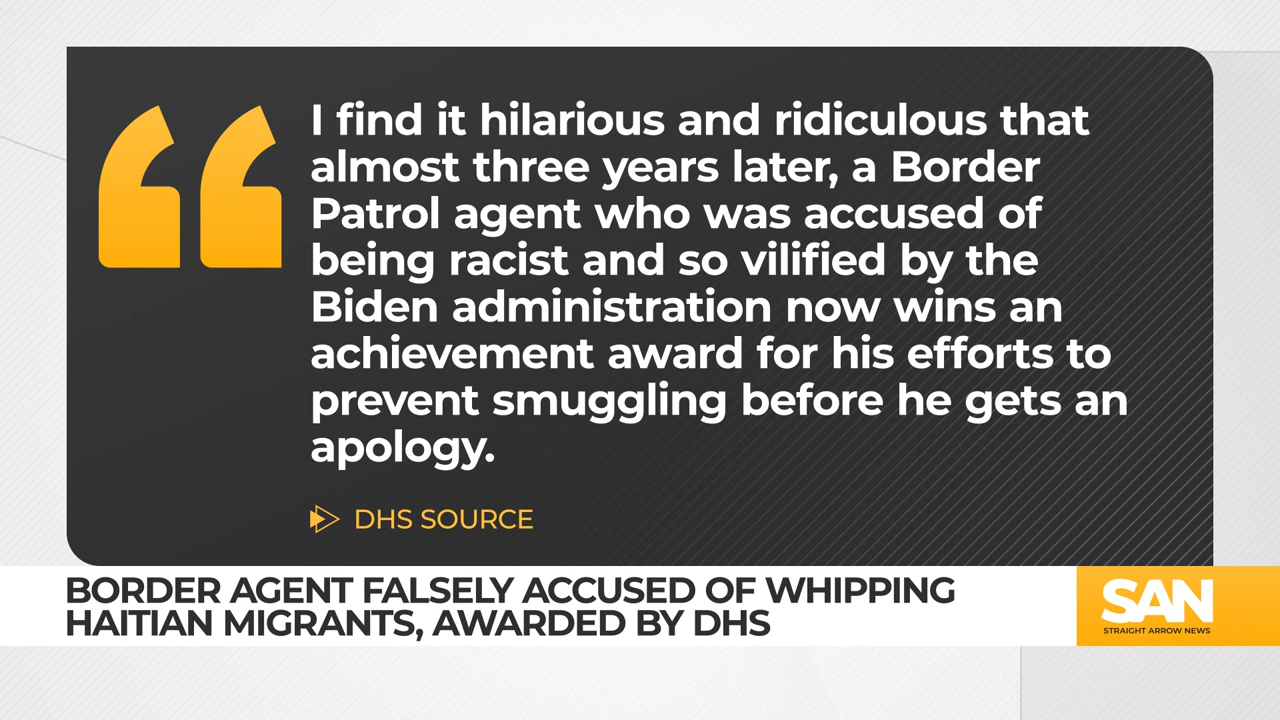 I find it hilarious and ridiculous that
almost three years later, a Border
Patrol agent who was accused of
being racist and so vilified by the
Biden administration now wins an
achievement award for his efforts to
prevent smuggling before he gets an
apology.
DHS SOURCE
BORDER AGENT FALSELY ACCUSED OF WHIPPING
HAITIAN MIGRANTS, AWARDED BY DHS
SAN
STRAIGHT ARROW NEWS